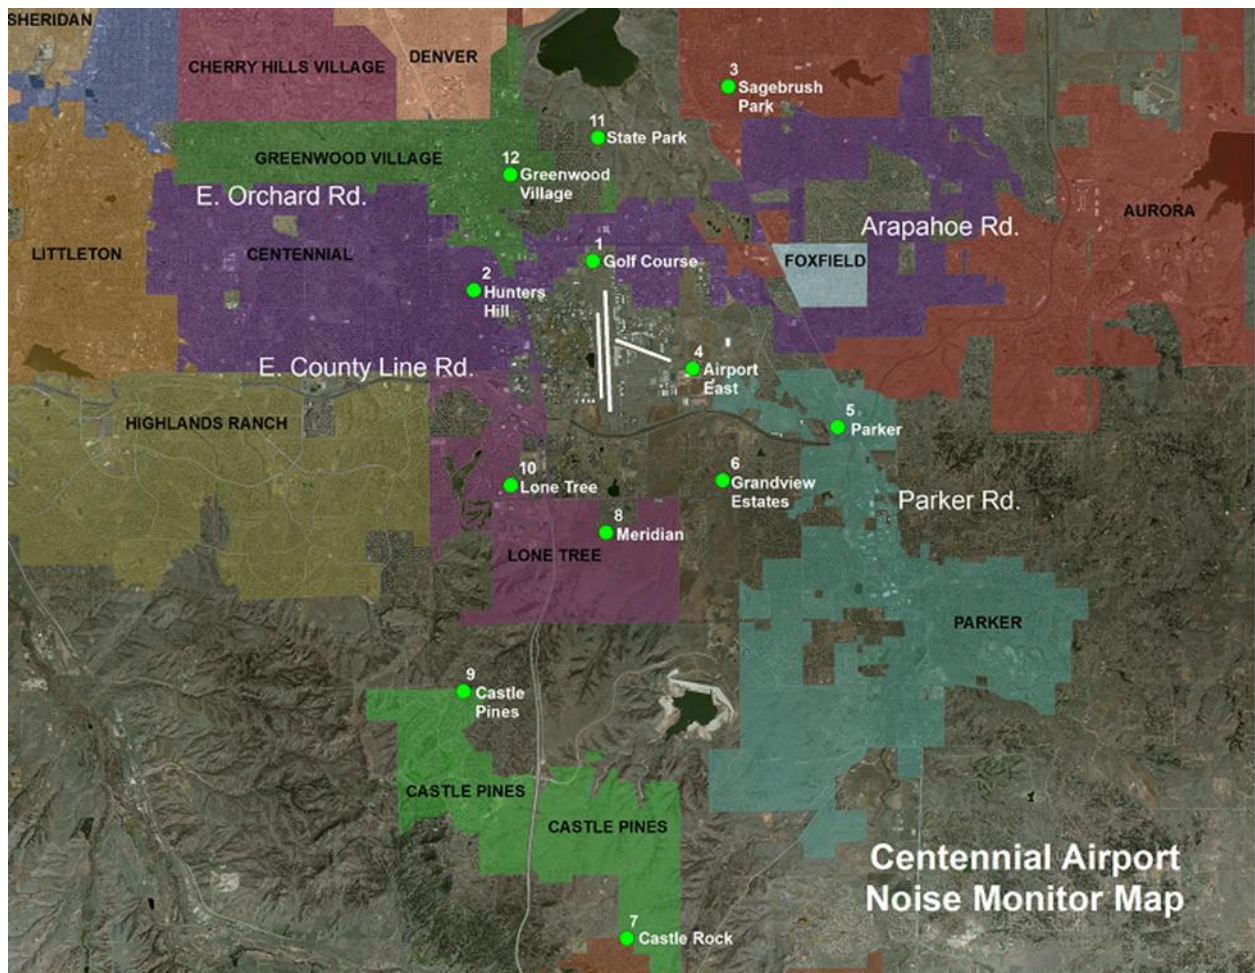 SHERIDAN
DENVER
CHERRY HILLS VILLAGE
3
Sagebrush
Park
11
State Park
GREENWOOD VILLAGE
12
Greenwood
Village
E. Orchard Rd.
AURORA
Arapahoe Rd.
LITTLETON
CENTENNIAL
1
Golf Course
FOXFIELD
2
Hunters
Hill
E. County Line Rd.
4
Airport
East
HIGHLANDS RANCH
5
Parker
6
Grandview
Estates
10
Lone Tree
Parker Rd.
8
Meridian
LONE TREE
PARKER
9
Castle
Pines
CASTLE PINES
CASTLE PINES
Centennial Airport
Noise Monitor Map
7
Castle Rock